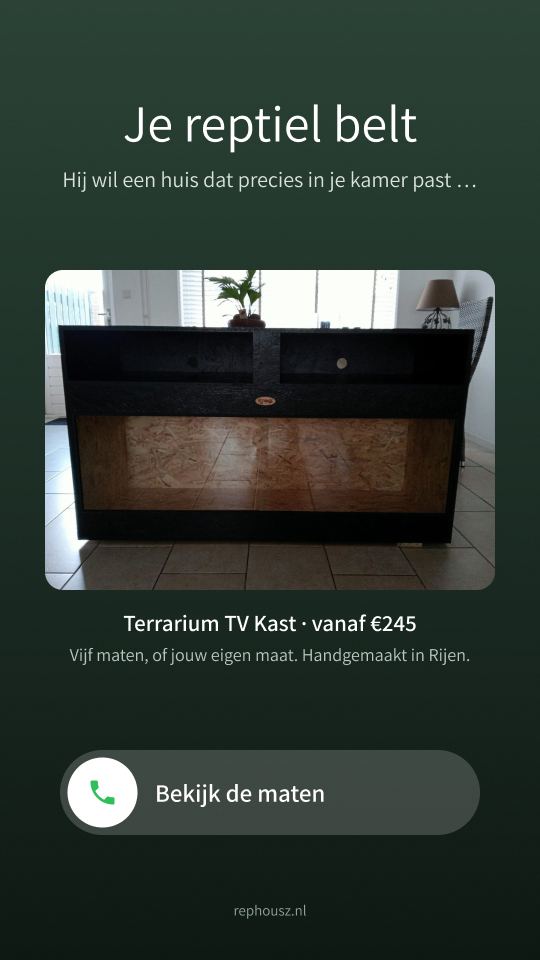 Je reptiel belt
Hij wil een huis dat precies in je kamer past …
Terrarium TV Kast · vanaf €245
Vijf maten, of jouw eigen maat. Handgemaakt in Rijen.
Bekijk de maten
rephousz.nl